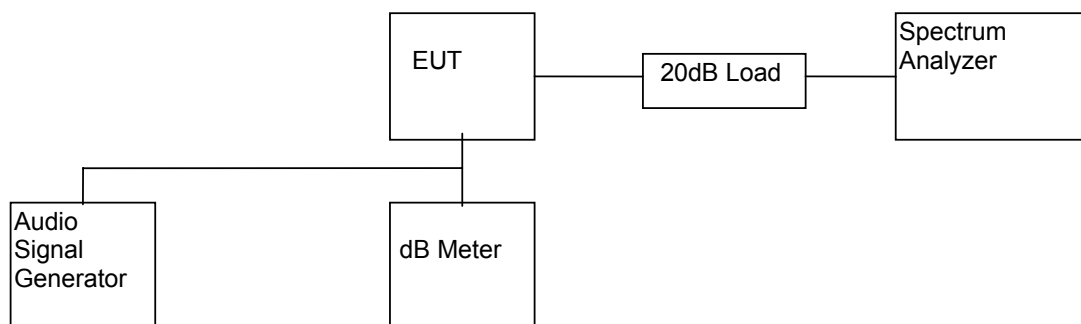 EUT
20dB Load
Spectrum
Analyzer
Audio
Signal
Generator
dB Meter